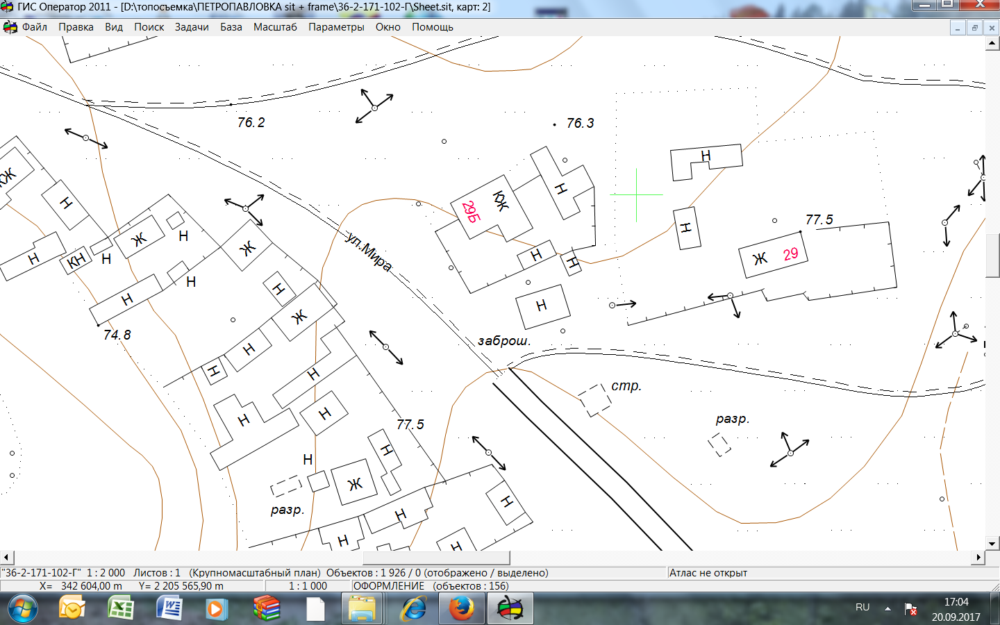 ГИС Оператор 2011 - [D:\топосъемка\ПЕТРОПАВЛОВКА sit + frame\36-2-171-102-Г\Sheet.sit, карт: 2]
Файл Правка Вид Поиск Задачи База Масштаб Параметры Окно Помощь
76.2
76.3
Н
КЖ
Н
КЖ
29Б
Н
77.5
Н
Ж
Н
Ж
ул.Мира
Н
Н
КН
Н
Н
Н
Ж
29
Н
Н
Н
Н
Ж
74.8
заброш.
Н
Н
Н
стр.
Н
Н
77.5
разр.
Н
Н
Ж
разр.
Н
Н
Н
Н
"36-2-171-102-Г" 1 : 2 000 Листов : 1 (Крупномасштабный план) Объектов : 1 926 / 0 (отображено / выделено) Атлас не открыт
X= 342 604,00 m Y= 2 205 565,90 m 1 : 1 000 ОФОРМЛЕНИЕ (объектов : 156)
RU 17:04
20.09.2017